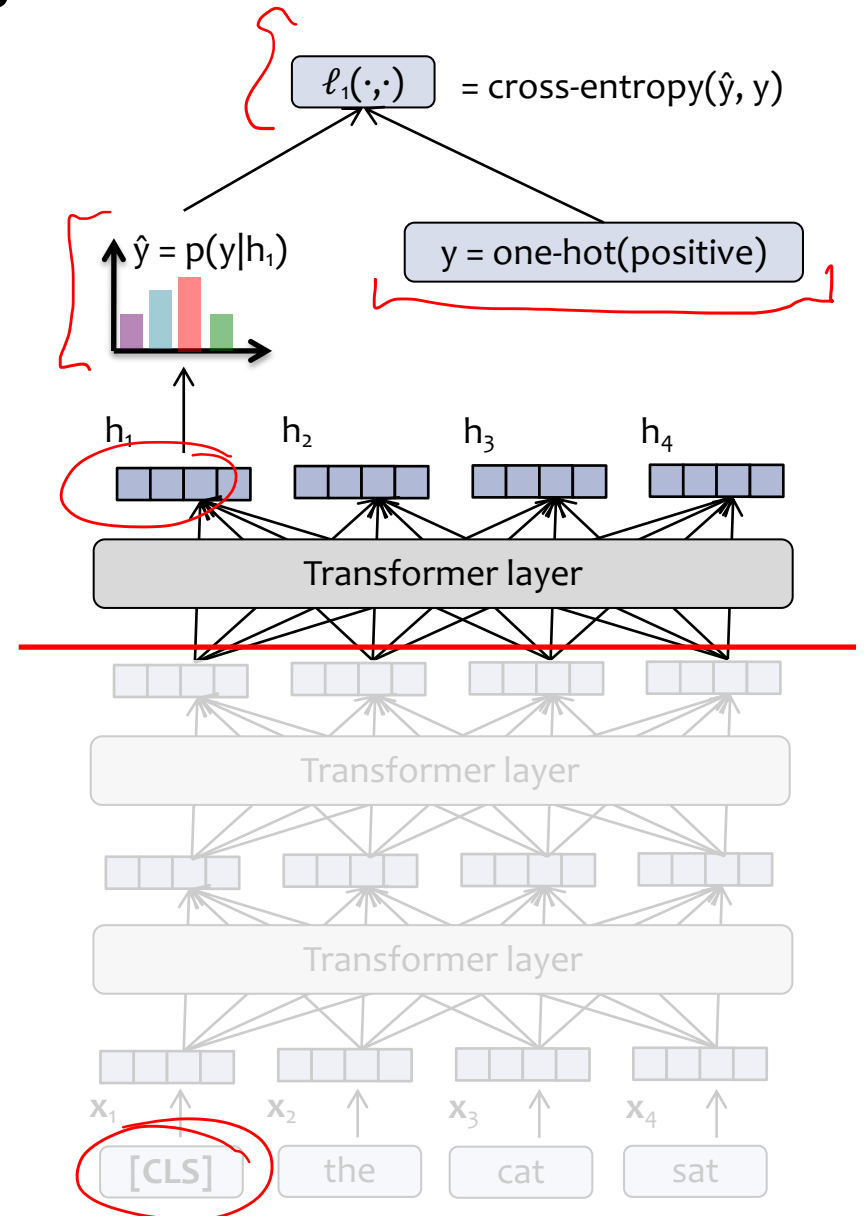 ℓ₁(·,·) = cross-entropy(ŷ, y)
ŷ = p(y|h₁)
y = one-hot(positive)
h₁ h₂ h₃ h₄
Transformer layer
Transformer layer
Transformer layer
x₁ x₂ x₃ x₄
[CLS] the cat sat